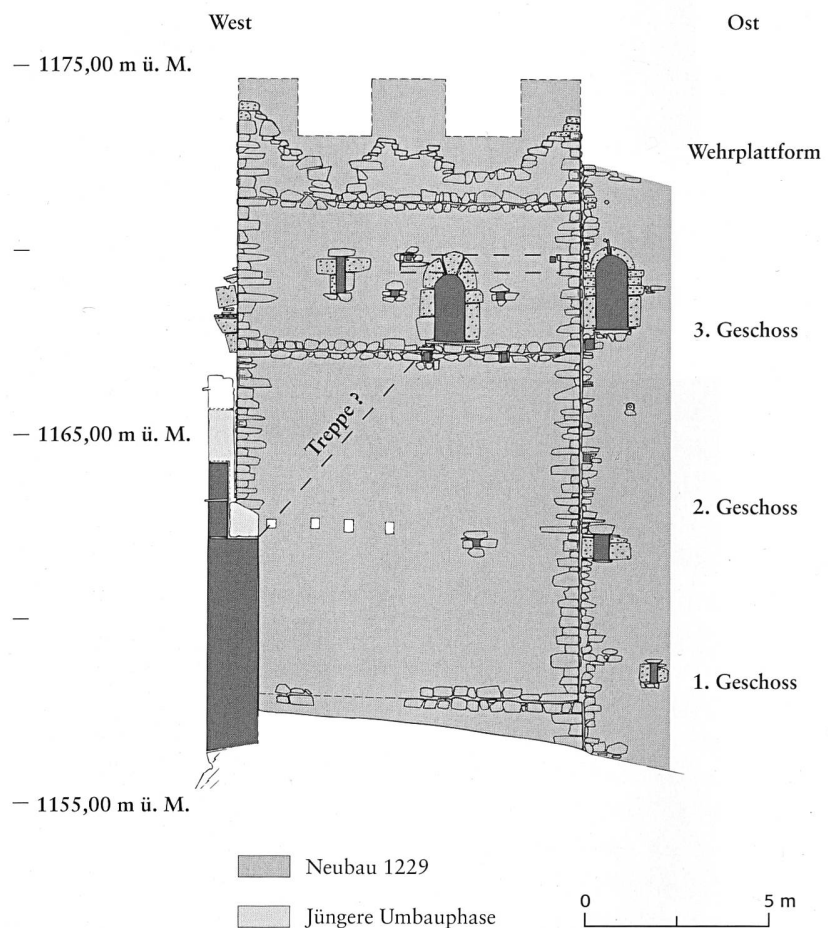 West
Ost
1175,00 m ü. M.
Wehrplattform
3. Geschoss
1165,00 m ü. M.
Treppe ?
2. Geschoss
1. Geschoss
1155,00 m ü. M.
Neubau 1229
Jüngere Umbauphase
0 5 m